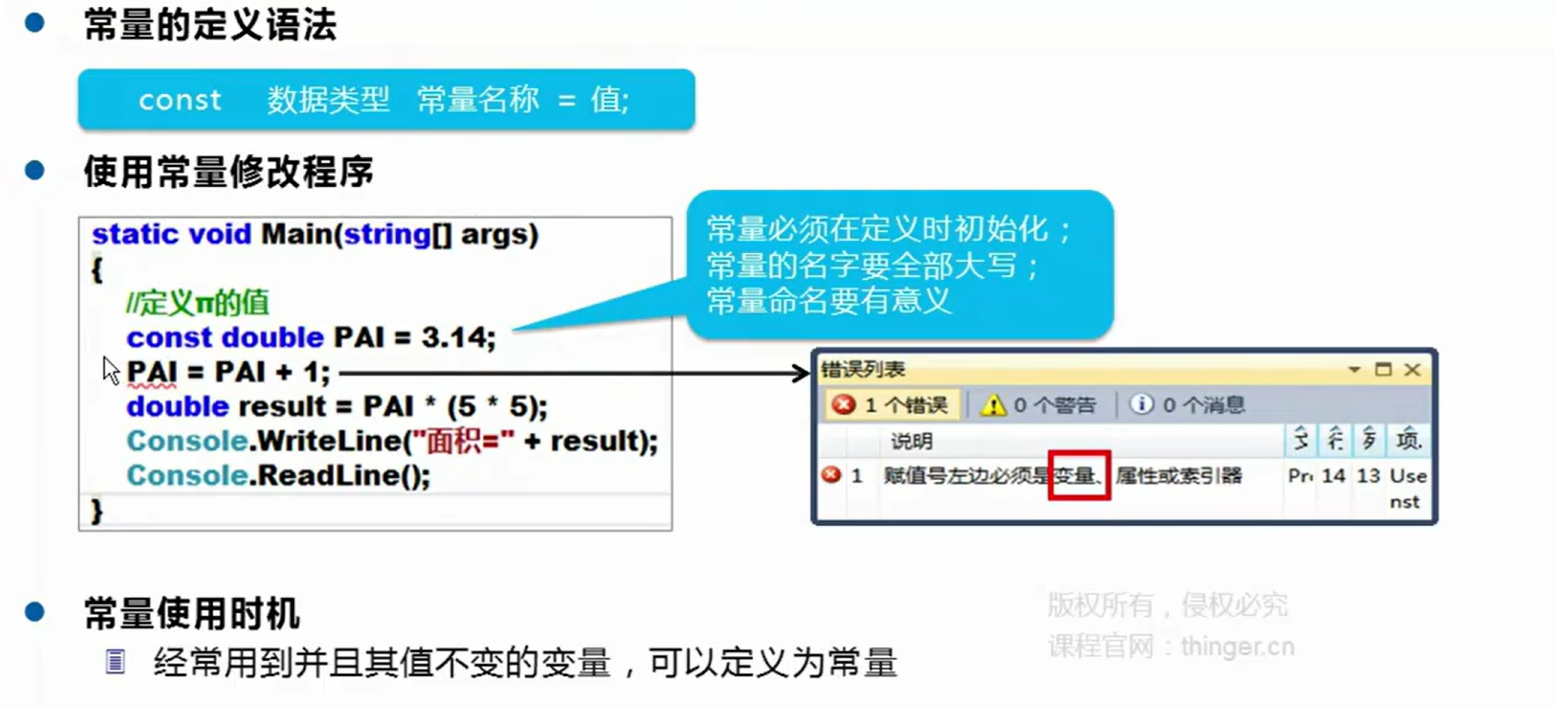 常量的定义语法
const 数据类型 常量名称 = 值;
使用常量修改程序
static void Main(string[] args)
{
//定义π的值
const double PAI = 3.14;
PAI = PAI + 1;
double result = PAI * (5 * 5);
Console.WriteLine("面积=" + result);
Console.ReadLine();
}
常量必须在定义时初始化；
常量的名字要全部大写；
常量命名要有意义
错误列表
1 个错误 0 个警告 0 个消息
说明 项.
1 赋值号左边必须是变量、属性或索引器 14 13 Use
nst
常量使用时机
经常用到并且其值不变的变量，可以定义为常量
版权所有，侵权必究
课程官网：thinger.cn